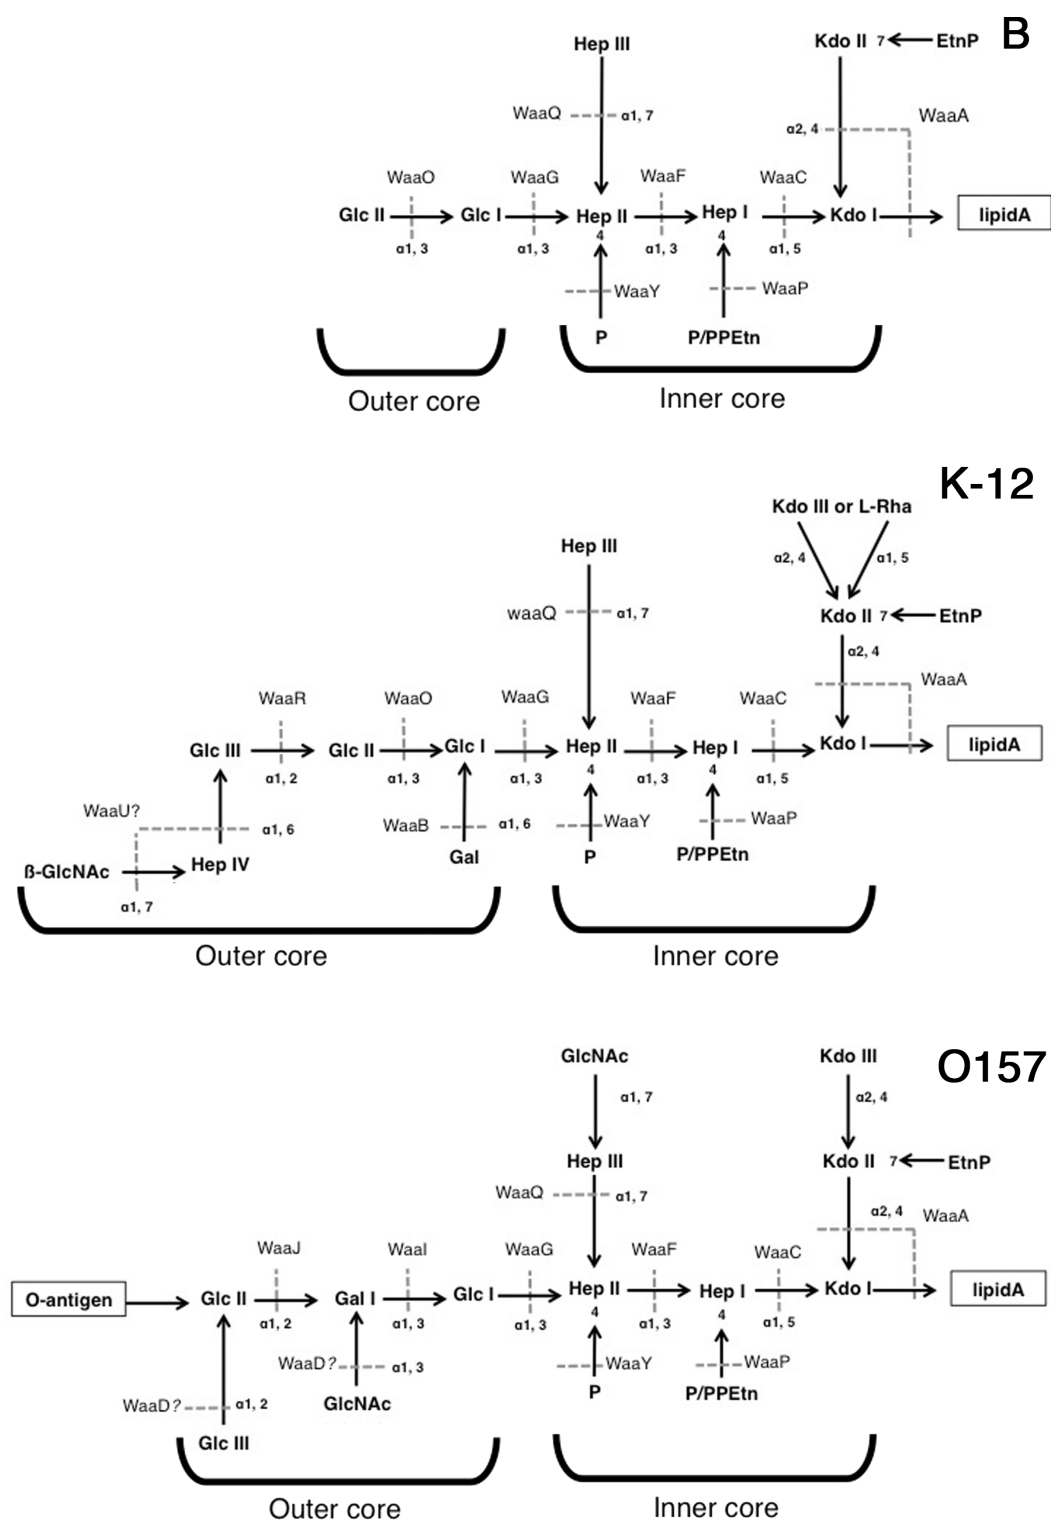 B
Hep III
Kdo II 7 EtnP
WaaQ α1, 7
WaaA
α2, 4
WaaO WaaG WaaF WaaC
Glc II Glc I Hep II Hep I Kdo I lipidA
4 4
α1, 3 α1, 3 α1, 3 α1, 5
WaaY WaaP
P P/PPEtn
Outer core Inner core
K-12
Kdo III or L-Rha
α2, 4 α1, 5
Hep III
waaQ α1, 7
Kdo II 7 EtnP
α2, 4
WaaA
WaaR WaaO WaaG WaaF WaaC
Glc III Glc II Glc I Hep II Hep I Kdo I lipidA
4 4
α1, 2 α1, 3 α1, 3 α1, 3 α1, 5
WaaU? α1, 6 WaaB α1, 6 WaaY WaaP
ß-GlcNAc Hep IV Gal P P/PPEtn
α1, 7
Outer core Inner core
O157
GlcNAc Kdo III
α1, 7 α2, 4
Hep III Kdo II 7 EtnP
WaaQ α1, 7
α2, 4 WaaA
WaaJ WaaI WaaG WaaF WaaC
O-antigen Glc II Gal I Glc I Hep II Hep I Kdo I lipidA
4 4
α1, 2 α1, 3 α1, 3 α1, 3 α1, 5
WaaD? α1, 3 WaaY WaaP
GlcNAc P P/PPEtn
WaaD? α1, 2
Glc III
Outer core Inner core